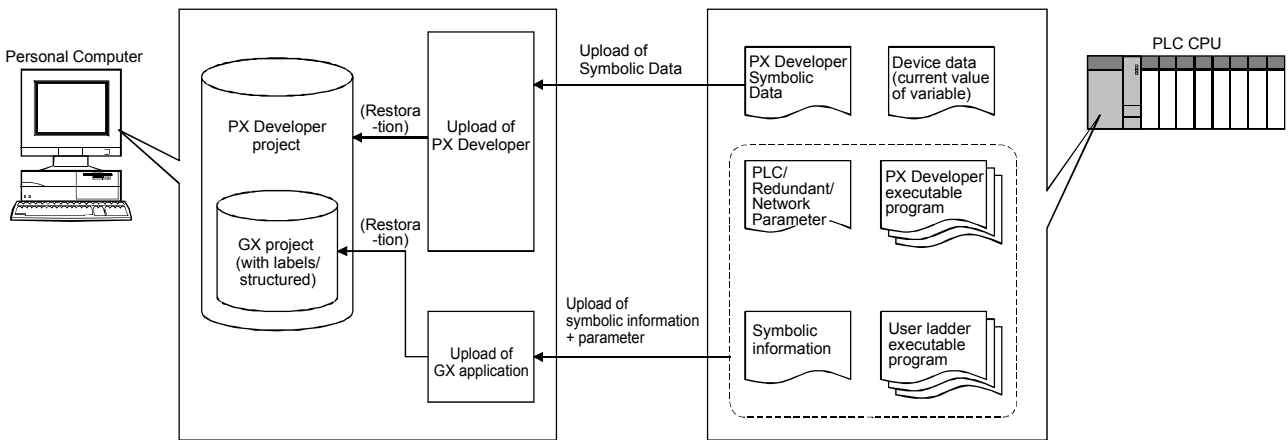 Personal Computer
PX Developer
project
GX project
(with labels/
structured)
(Restora
-tion)
(Restora
-tion)
Upload of
PX Developer
Upload of
GX application
Upload of
Symbolic Data
Upload of
symbolic information
+ parameter
PX Developer
Symbolic
Data
Device data
(current value
of variable)
PLC/
Redundant/
Network
Parameter
PX Developer
executable
program
Symbolic
information
User ladder
executable
program
PLC CPU